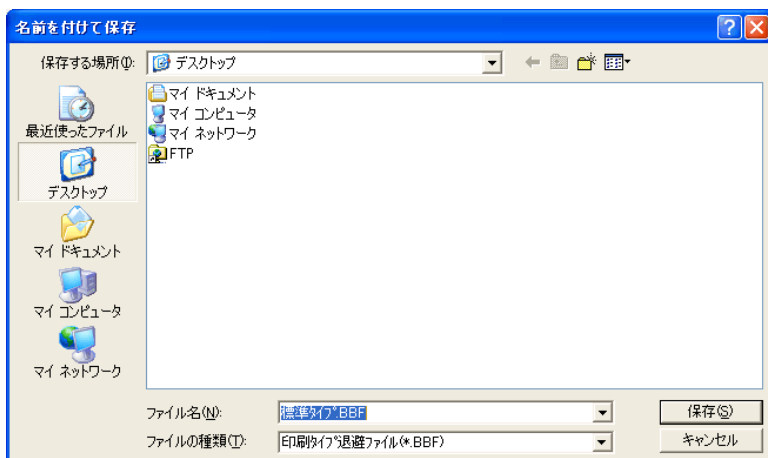 名前を付けて保存
保存する場所(I):
デスクトップ
最近使ったファイル
デスクトップ
マイ ドキュメント
マイ コンピュータ
マイ ネットワーク
マイ ドキュメント
マイ コンピュータ
マイ ネットワーク
FTP
ファイル名(N):
標準タイプ.BBF
保存(S)
ファイルの種類(T):
印刷タイプ退避ファイル(*.BBF)
キャンセル